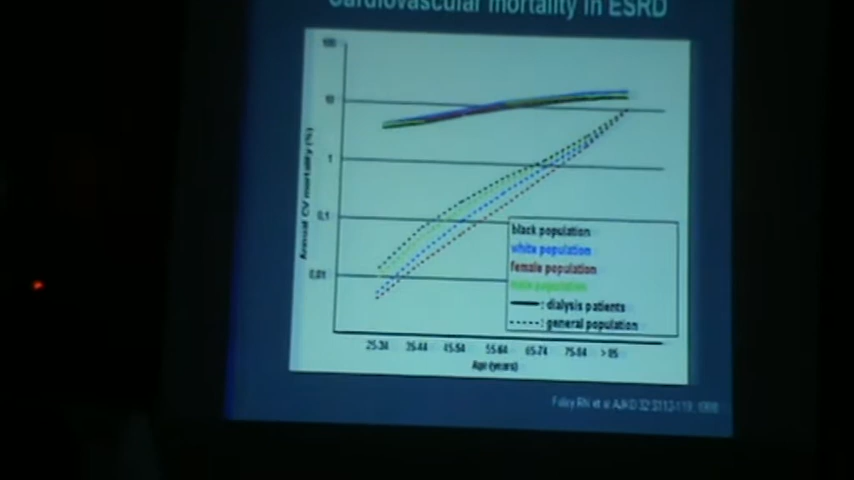 Cardiovascular mortality in ESRD
100
10
1
0,1
0,01
Annual CV mortality (%)
black population
white population
female population
male population
: dialysis patients
: general population
25-34 35-44 45-54 55-64 65-74 75-84 > 85
Age (years)
Foley RN et al AJKD 32 S112-119, 1998